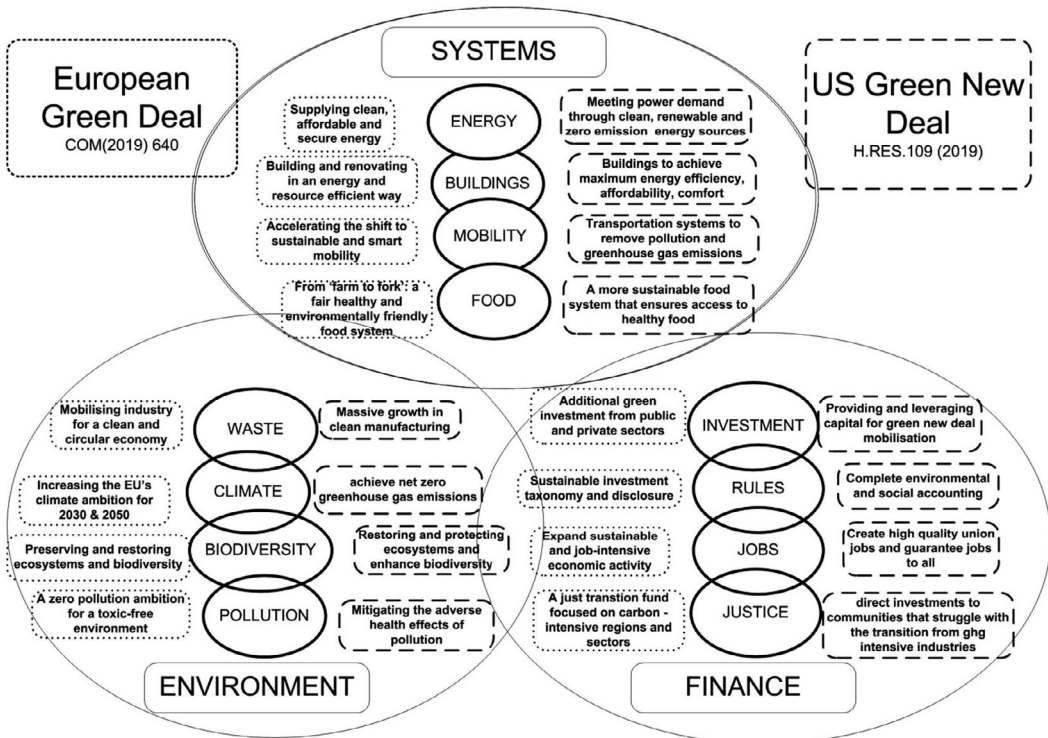 European
Green Deal
COM(2019) 640
SYSTEMS
US Green New
Deal
H.RES.109 (2019)
Supplying clean,
affordable and
secure energy
ENERGY
Meeting power demand
through clean, renewable and
zero emission energy sources
Building and renovating
in an energy and
resource efficient way
BUILDINGS
Buildings to achieve
maximum energy efficiency,
affordability, comfort
Accelerating the shift to
sustainable and smart
mobility
MOBILITY
Transportation systems to
remove pollution and
greenhouse gas emissions
From 'farm to fork': a
fair healthy and
environmentally friendly
food system
FOOD
A more sustainable food
system that ensures access to
healthy food
Mobilising industry
for a clean and
circular economy
WASTE
Massive growth in
clean manufacturing
Increasing the EU's
climate ambition for
2030 & 2050
CLIMATE
achieve net zero
greenhouse gas emissions
Preserving and restoring
ecosystems and biodiversity
BIODIVERSITY
Restoring and protecting
ecosystems and
enhance biodiversity
A zero pollution ambition
for a toxic-free
environment
POLLUTION
Mitigating the adverse
health effects of
pollution
ENVIRONMENT
Additional green
investment from public
and private sectors
INVESTMENT
Providing and leveraging
capital for green new deal
mobilisation
Sustainable investment
taxonomy and disclosure
RULES
Complete environmental
and social accounting
Expand sustainable
and job-intensive
economic activity
JOBS
Create high quality union
jobs and guarantee jobs
to all
A just transtion fund
focused on carbon -
intensive regions and
sectors
JUSTICE
direct investments to
communities that struggle with
the transition from ghg
intensive industries
FINANCE